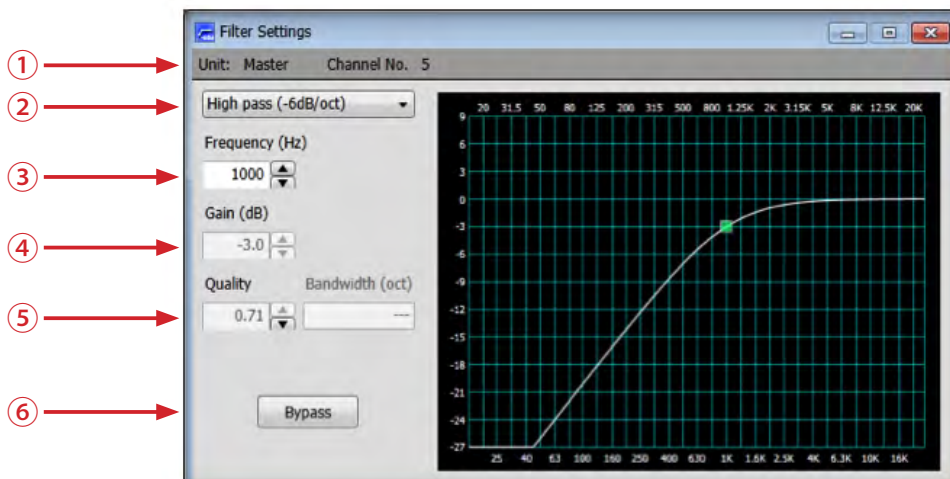 Filter Settings
① Unit: Master Channel No. 5
② High pass (-6dB/oct)
Frequency (Hz)
③ 1000
Gain (dB)
④ -3.0
Quality Bandwidth (oct)
⑤ 0.71 ---
⑥ Bypass
20 31.5 50 80 125 200 315 500 800 1.25K 2K 3.15K 5K 8K 12.5K 20K
9
6
3
0
-3
-6
-9
-12
-15
-18
-21
-24
-27
25 40 63 100 160 250 400 630 1K 1.6K 2.5K 4K 6.3K 10K 16K